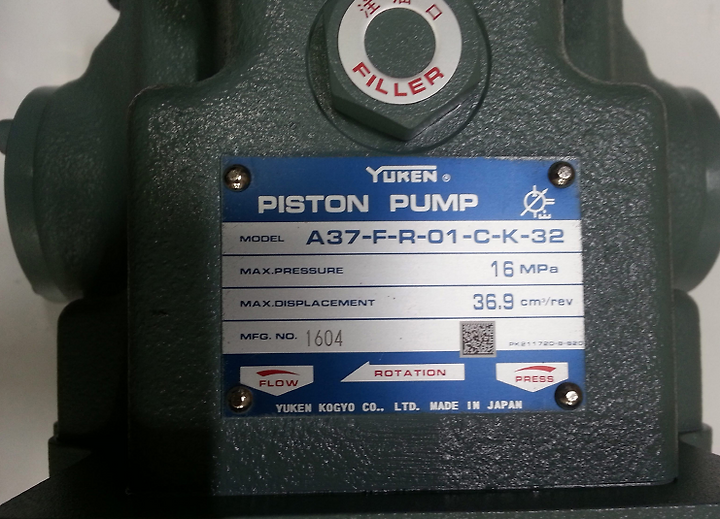 注油口
FILLER
YUKEN ®
PISTON PUMP
MODEL A37-F-R-01-C-K-32
MAX.PRESSURE 16 MPa
MAX.DISPLACEMENT 36.9 cm³/rev
MFG. NO. 1604
FLOW ROTATION PRESS
YUKEN KOGYO CO., LTD. MADE IN JAPAN